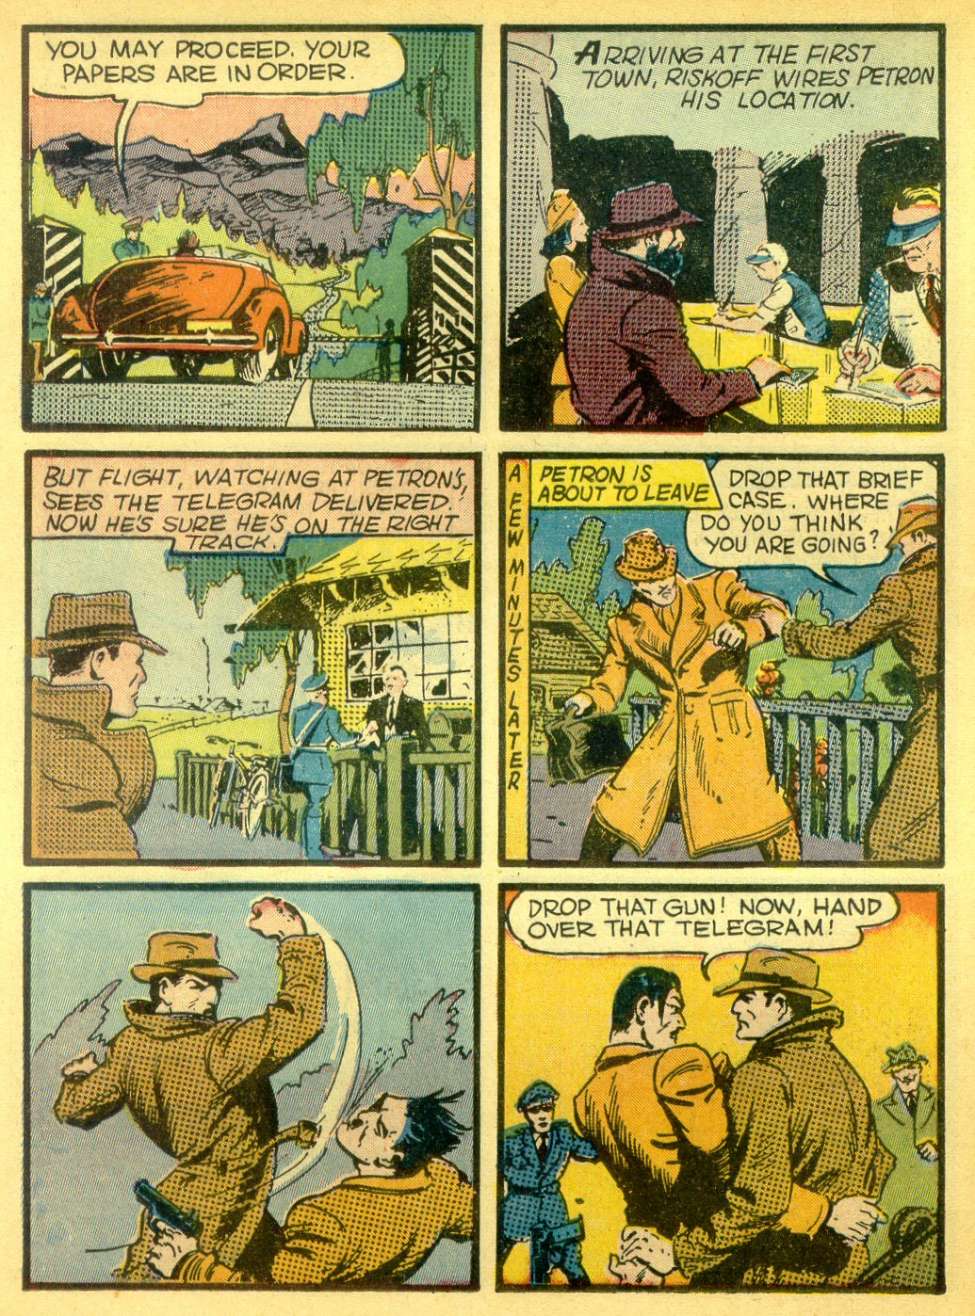 YOU MAY PROCEED. YOUR
PAPERS ARE IN ORDER.
ARRIVING AT THE FIRST
TOWN, RISKOFF WIRES PETRON
HIS LOCATION.
BUT FLIGHT, WATCHING AT PETRON'S,
SEES THE TELEGRAM DELIVERED!
NOW HE'S SURE HE'S ON THE RIGHT
TRACK.
A FEW MINUTES LATER
PETRON IS
ABOUT TO LEAVE
DROP THAT BRIEF
CASE. WHERE
DO YOU THINK
YOU ARE GOING?
DROP THAT GUN! NOW, HAND
OVER THAT TELEGRAM!